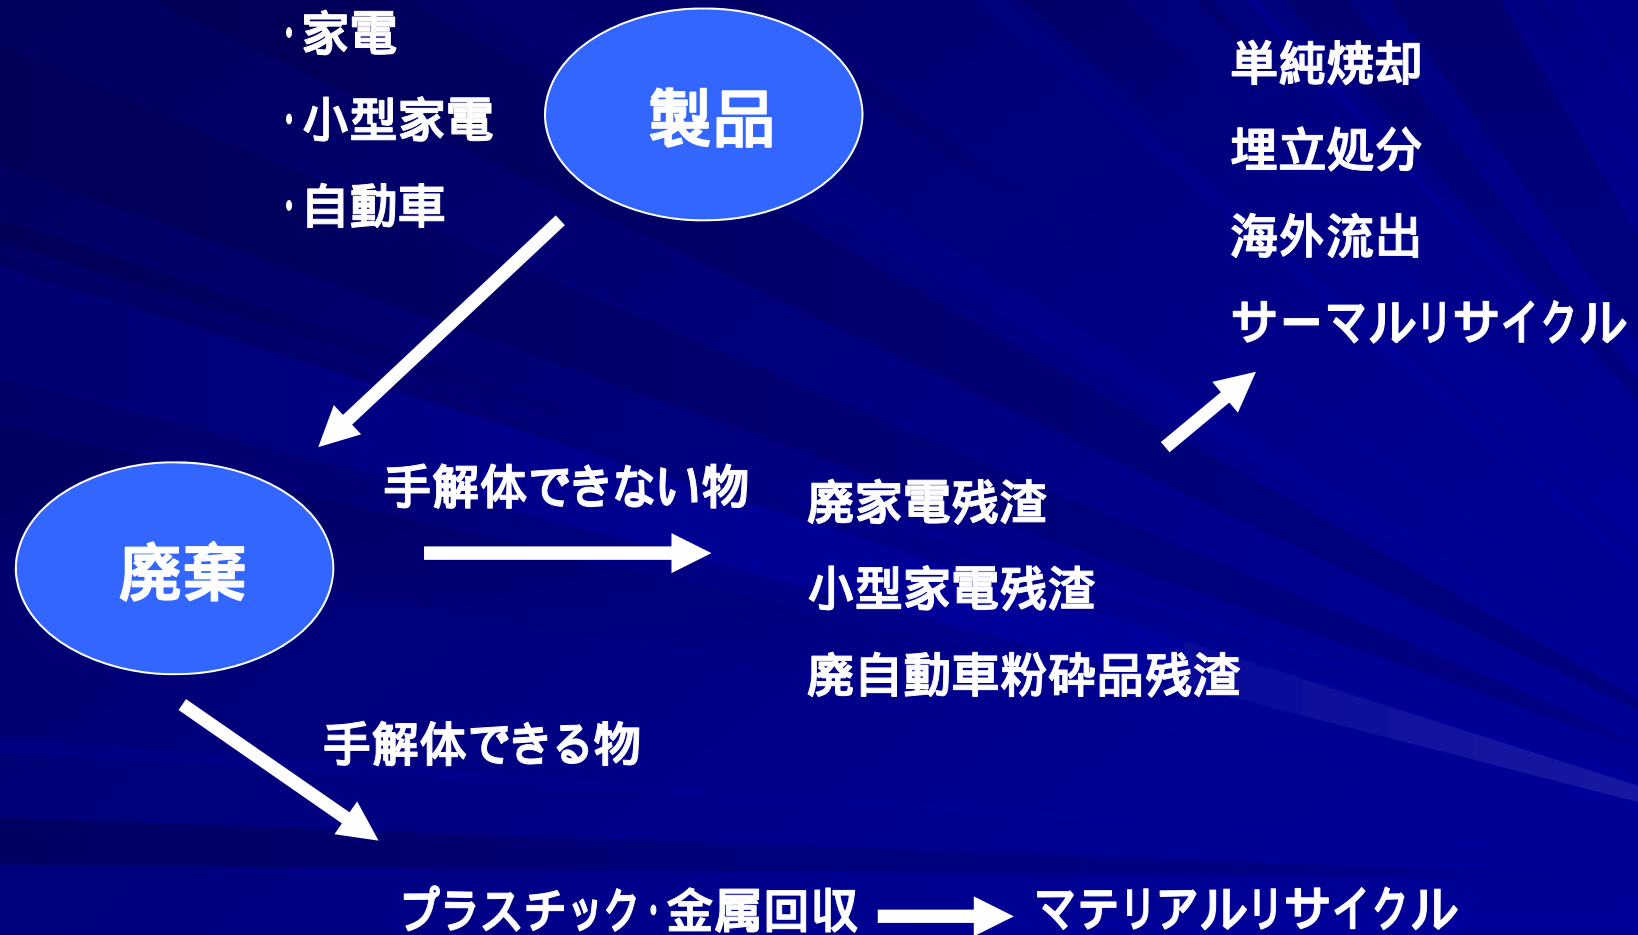 ・家電
・小型家電
・自動車
製品
単純焼却
埋立処分
海外流出
サーマルリサイクル
手解体できない物
廃棄
廃家電残渣
小型家電残渣
廃自動車粉砕品残渣
手解体できる物
プラスチック・金属回収
マテリアルリサイクル